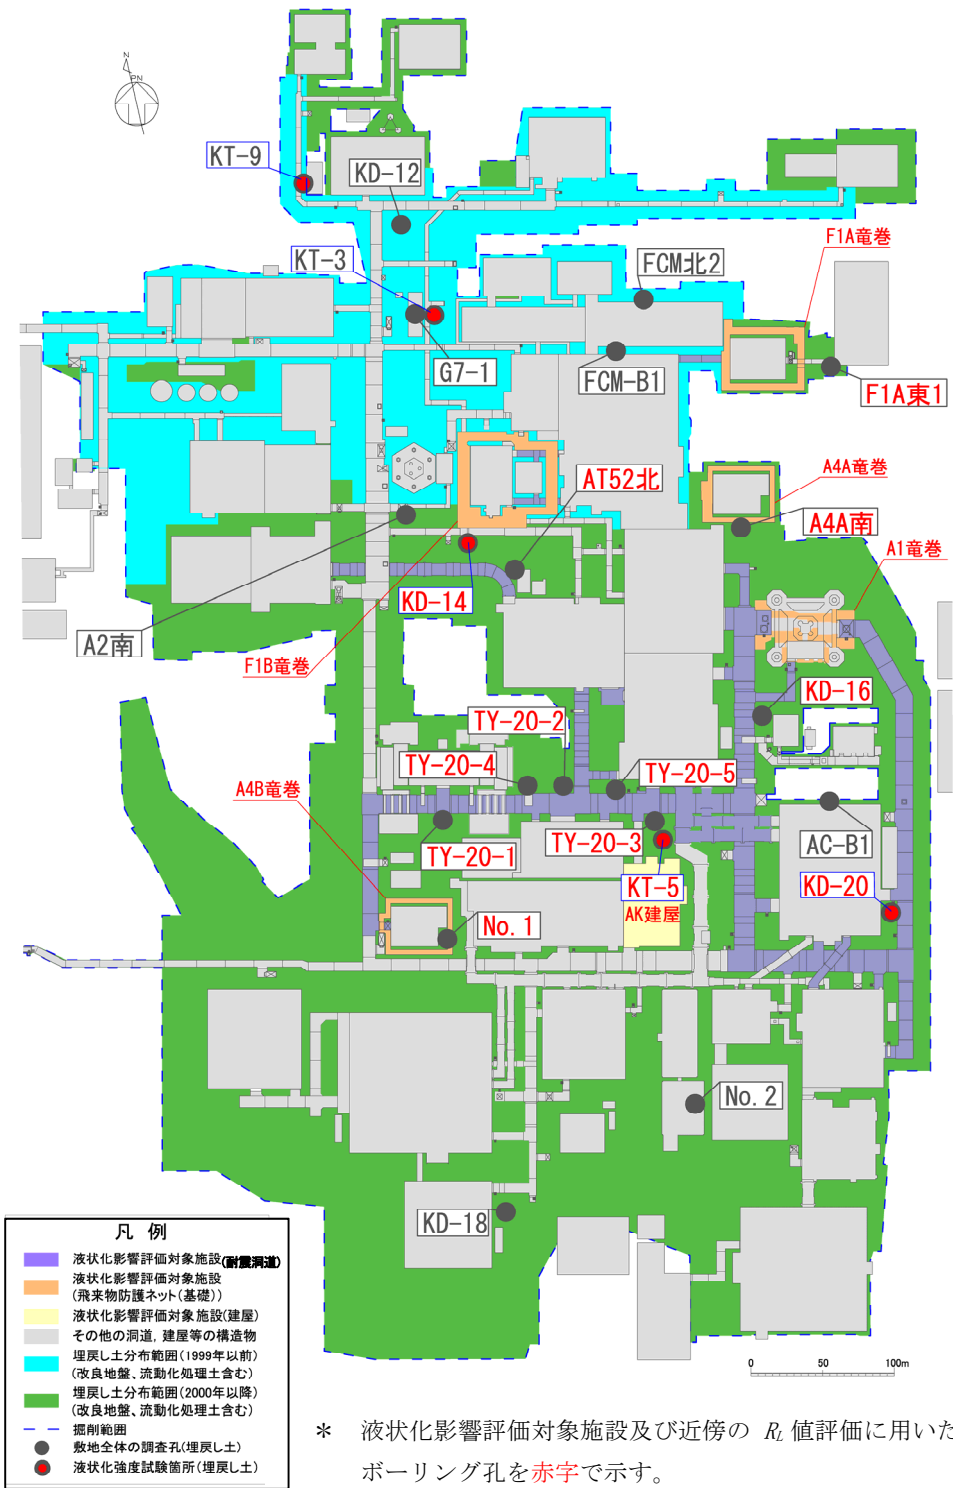 N
PN
KT-9
KD-12
KT-3
FCM北2
F1A竜巻
G7-1
FCM-B1
F1A東1
AT52北
A4A竜巻
A4A南
A1竜巻
KD-14
A2南
F1B竜巻
KD-16
TY-20-2
TY-20-4
TY-20-5
A4B竜巻
TY-20-1
TY-20-3
AC-B1
KT-5
KD-20
AK建屋
No. 1
No. 2
KD-18
凡 例
液状化影響評価対象施設(耐震洞道)
液状化影響評価対象施設
(飛来物防護ネット(基礎))
液状化影響評価対象施設(建屋)
その他の洞道, 建屋等の構造物
埋戻し土分布範囲(1999年以前)
(改良地盤、流動化処理土含む)
埋戻し土分布範囲(2000年以降)
(改良地盤、流動化処理土含む)
掘削範囲
敷地全体の調査孔(埋戻し土)
液状化強度試験箇所(埋戻し土)
0 50 100m
* 液状化影響評価対象施設及び近傍の RL 値評価に用いた
ボーリング孔を赤字で示す。